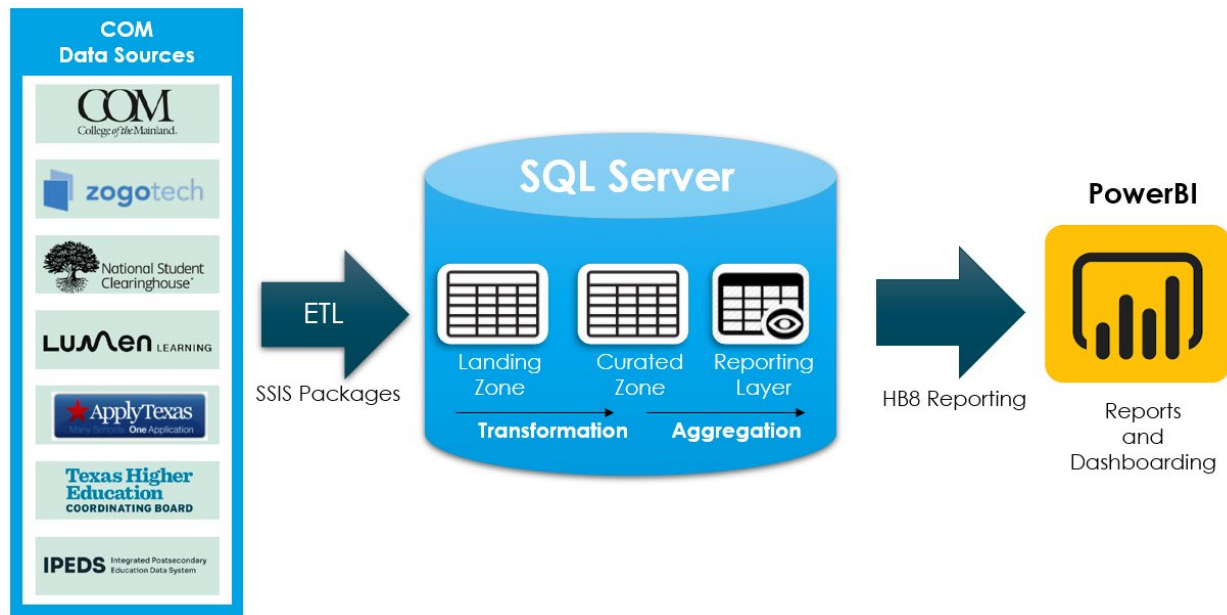 COM
Data Sources
COM
College of the Mainland.
zogotech
National Student
Clearinghouse
LUMEN LEARNING
ApplyTexas
Many Schools. One Application
Texas Higher
Education
COORDINATING BOARD
IPEDS Integrated Postsecondary
Education Data System
ETL
SSIS Packages
SQL Server
Landing
Zone
Curated
Zone
Reporting
Layer
Transformation
Aggregation
HB8 Reporting
PowerBI
Reports
and
Dashboarding